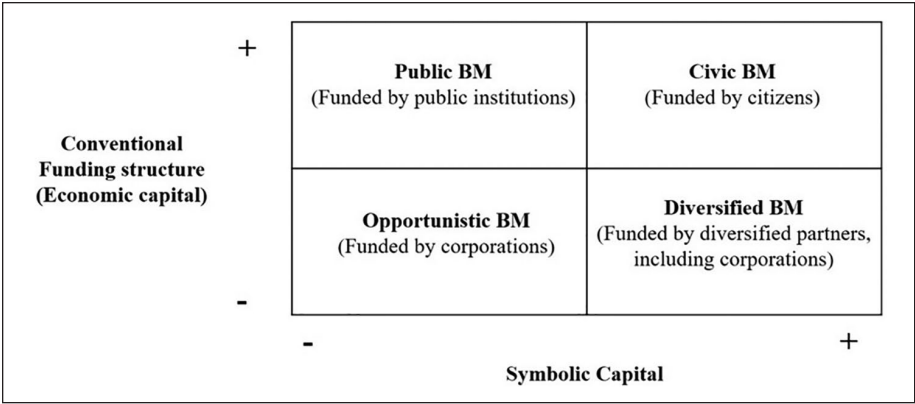 +
Public BM
(Funded by public institutions)
Civic BM
(Funded by citizens)
Conventional
Funding structure
(Economic capital)
Opportunistic BM
(Funded by corporations)
Diversified BM
(Funded by diversified partners,
including corporations)
-
-
+
Symbolic Capital